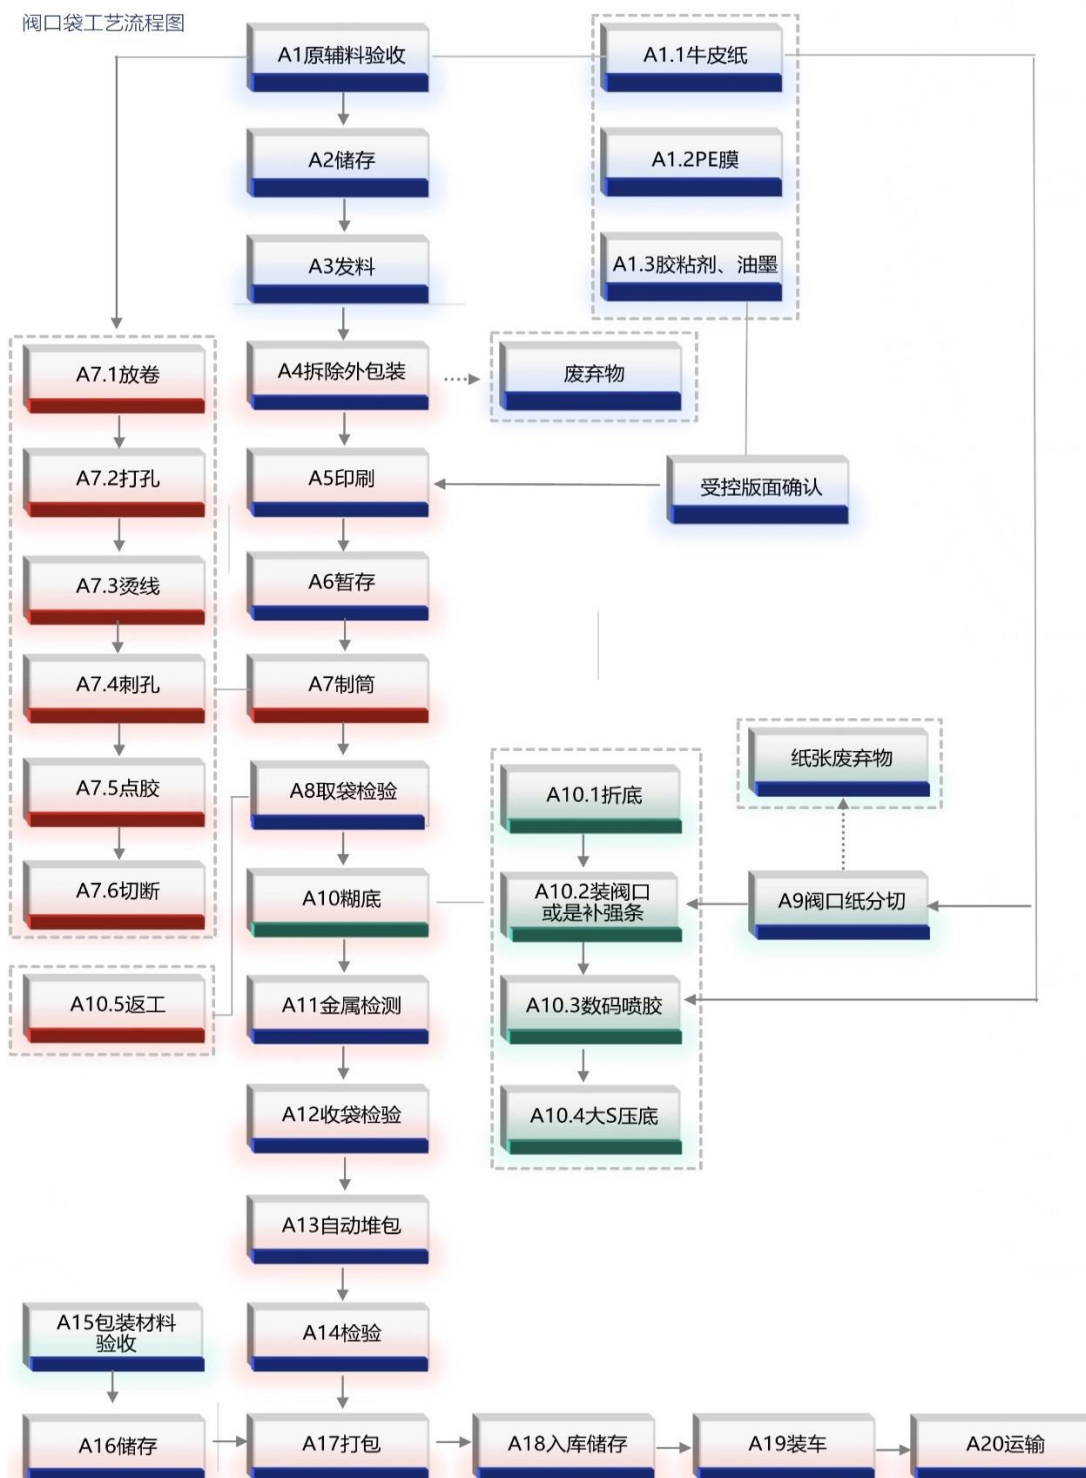 阀口袋工艺流程图
A1原辅料验收
A1.1牛皮纸
A2储存
A1.2PE膜
A3发料
A1.3胶粘剂、油墨
A7.1放卷
A4拆除外包装
废弃物
A7.2打孔
A5印刷
受控版面确认
A7.3烫线
A6暂存
A7.4刺孔
A7制筒
纸张废弃物
A7.5点胶
A8取袋检验
A10.1折底
A7.6切断
A10糊底
A10.2装阀口
或是补强条
A9阀口纸分切
A10.5返工
A11金属检测
A10.3数码喷胶
A12收袋检验
A10.4大S压底
A13自动堆包
A15包装材料
验收
A14检验
A16储存
A17打包
A18入库储存
A19装车
A20运输